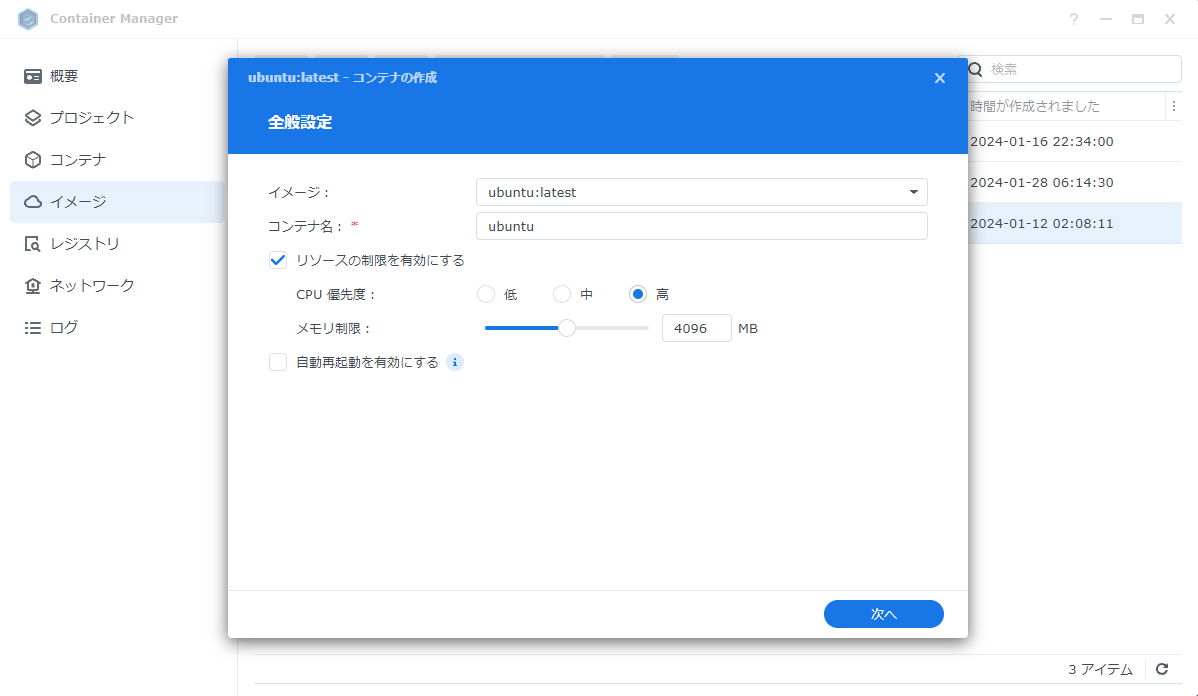 Container Manager
概要
プロジェクト
コンテナ
イメージ
レジストリ
ネットワーク
ログ
検索
時間が作成されました
2024-01-16 22:34:00
2024-01-28 06:14:30
2024-01-12 02:08:11
3 アイテム
ubuntu:latest - コンテナの作成
全般設定
イメージ： ubuntu:latest
コンテナ名： * ubuntu
リソースの制限を有効にする
CPU 優先度： 低 中 高
メモリ制限： 4096 MB
自動再起動を有効にする
次へ